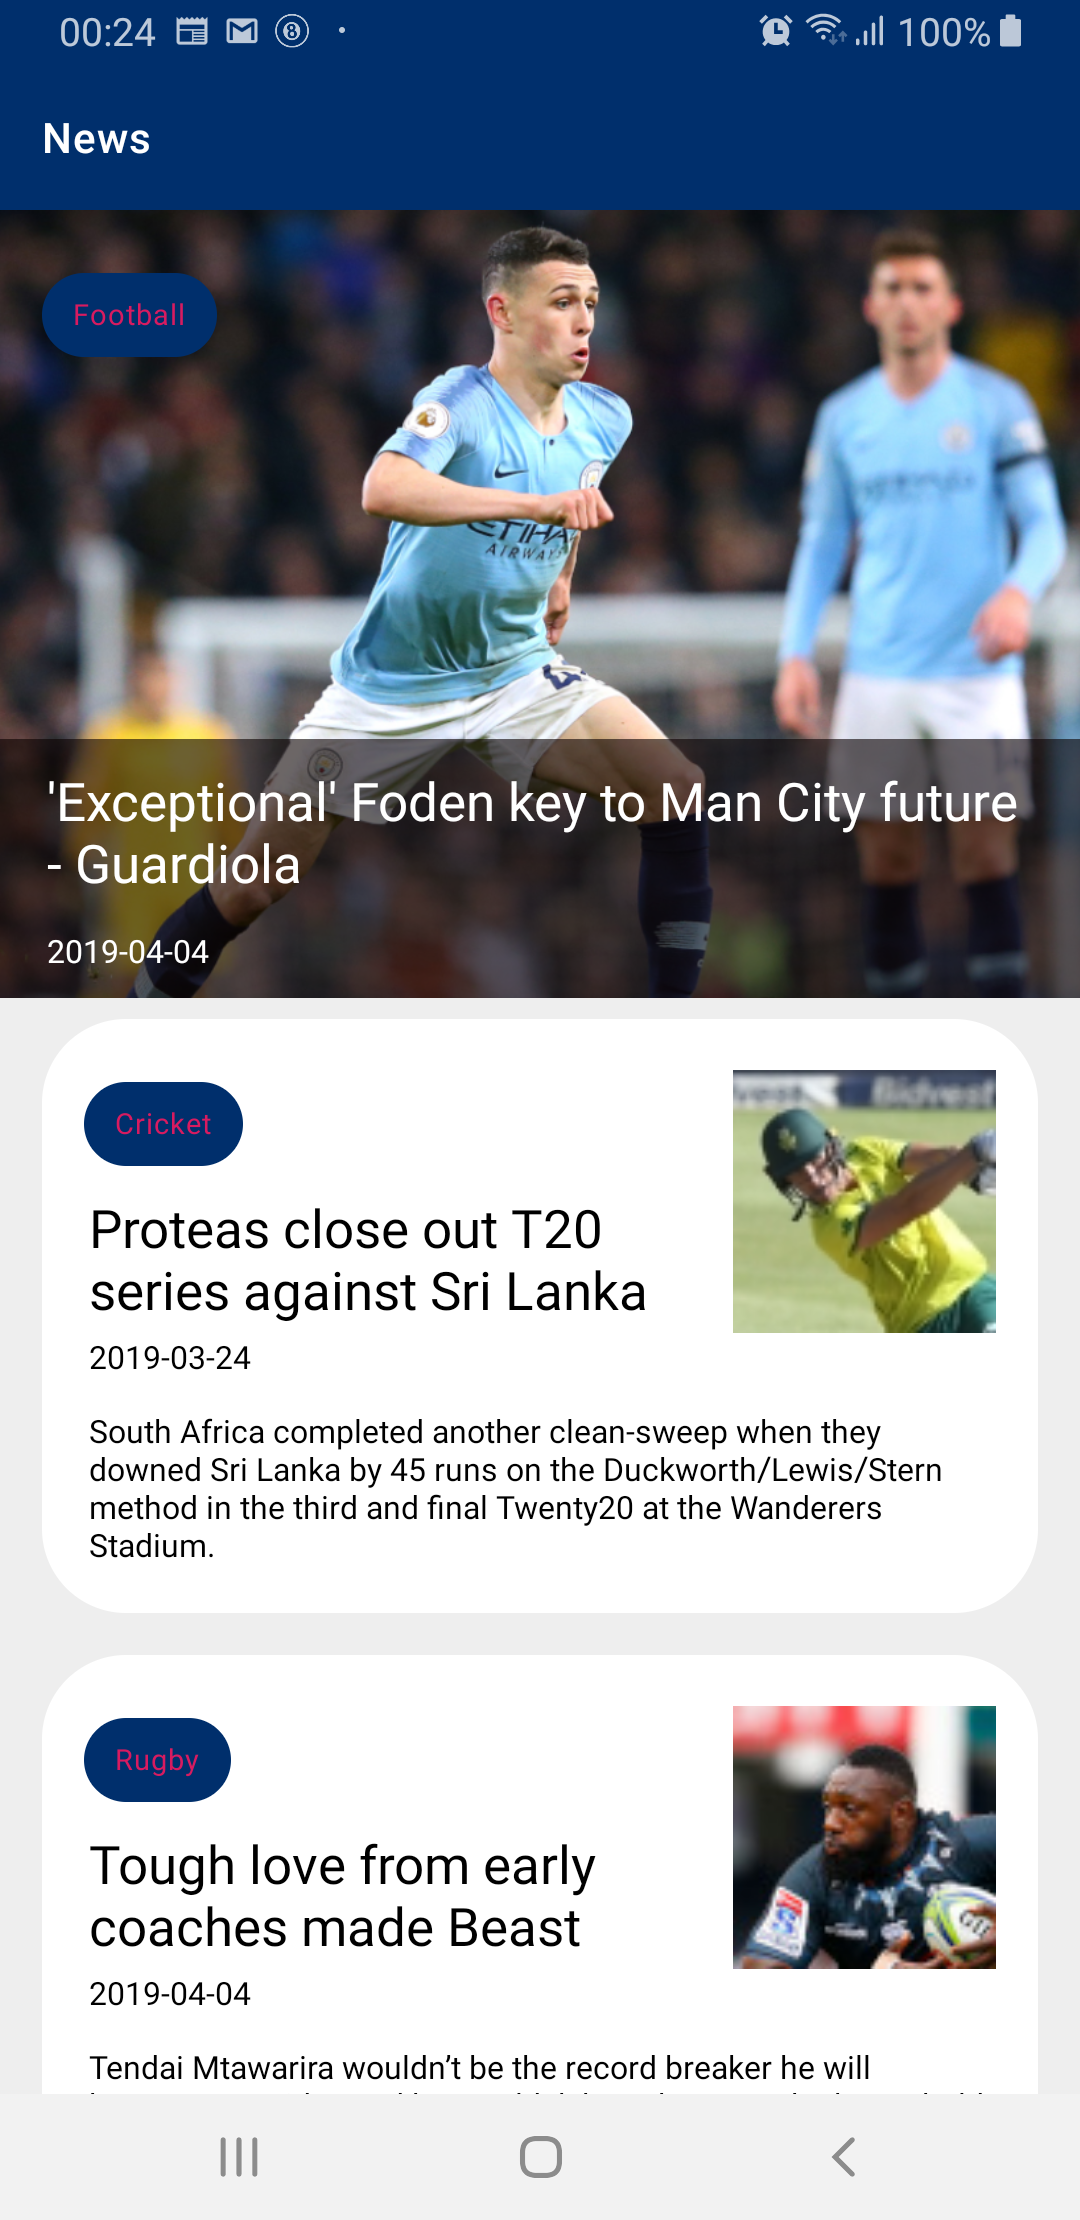 00:24 100%
News
Football
ETIHA
AIRWAYS
'Exceptional' Foden key to Man City future
- Guardiola
2019-04-04
Cricket
Bidvest
Proteas close out T20
series against Sri Lanka
2019-03-24
South Africa completed another clean-sweep when they
downed Sri Lanka by 45 runs on the Duckworth/Lewis/Stern
method in the third and final Twenty20 at the Wanderers
Stadium.
Rugby
Tough love from early
coaches made Beast
2019-04-04
Tendai Mtawarira wouldn’t be the record breaker he will